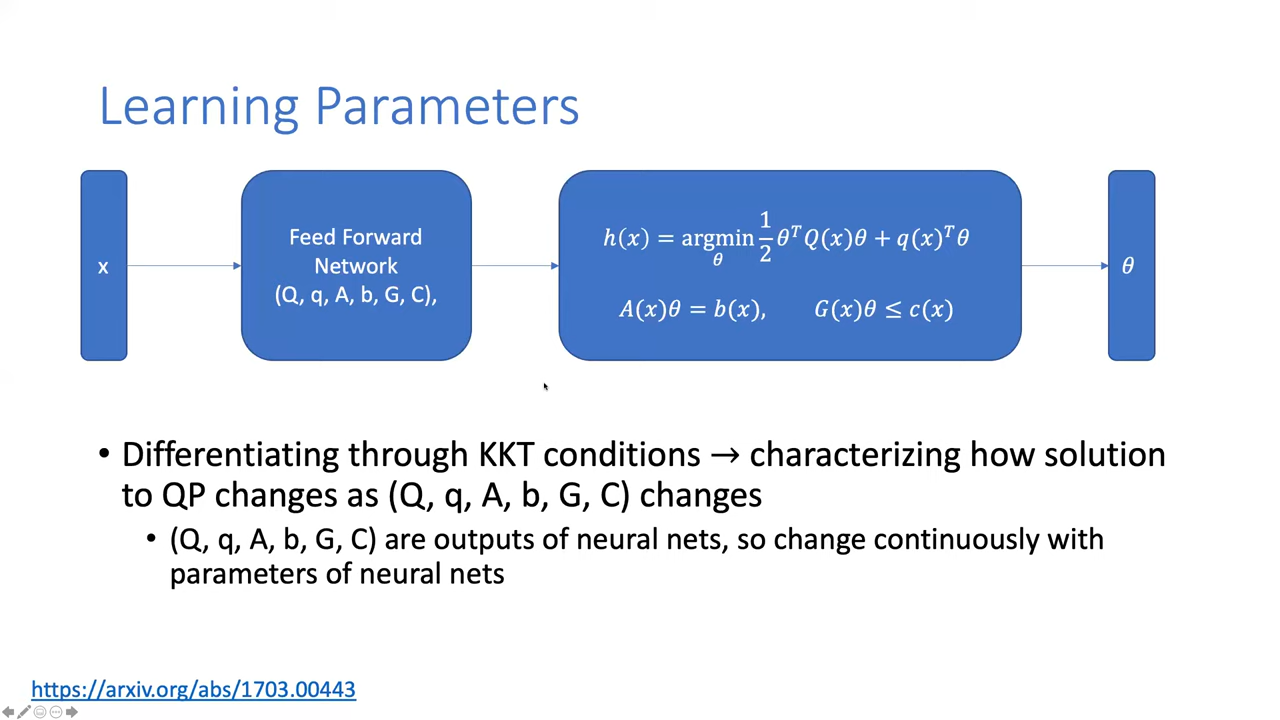 Learning Parameters
x
Feed Forward
Network
(Q, q, A, b, G, C),
h(x) = argmin_θ 1/2 θ^T Q(x)θ + q(x)^T θ
A(x)θ = b(x), G(x)θ ≤ c(x)
θ
• Differentiating through KKT conditions → characterizing how solution
to QP changes as (Q, q, A, b, G, C) changes
• (Q, q, A, b, G, C) are outputs of neural nets, so change continuously with
parameters of neural nets
https://arxiv.org/abs/1703.00443